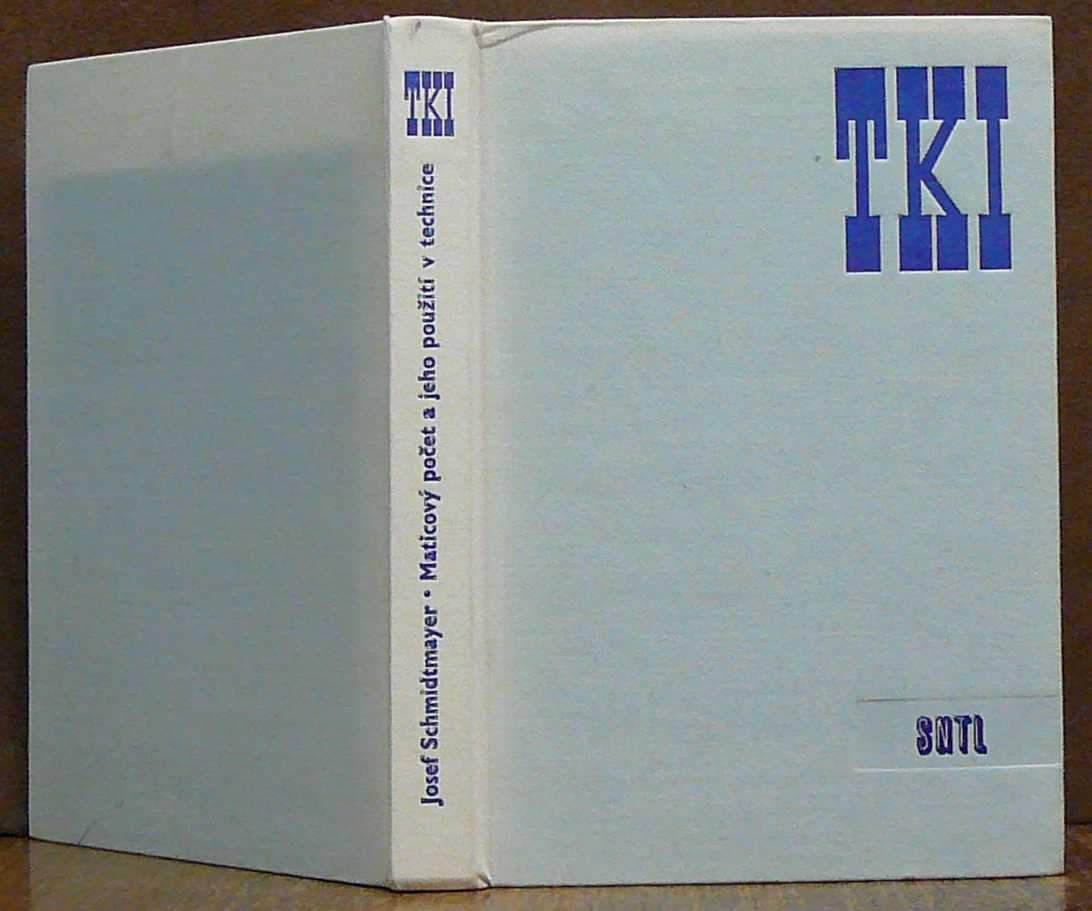 TKI
Josef Schmidtmayer • Maticový počet a jeho použití v technice
TKI
SNTL